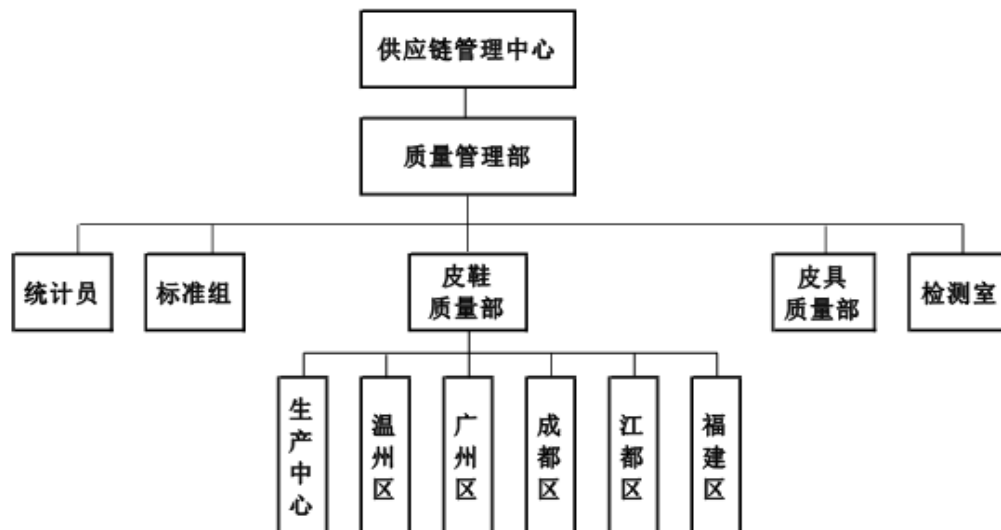 供应链管理中心
质量管理部
统计员
标准组
皮鞋
质量部
皮具
质量部
检测室
生产中心
温州区
广州区
成都区
江都区
福建区